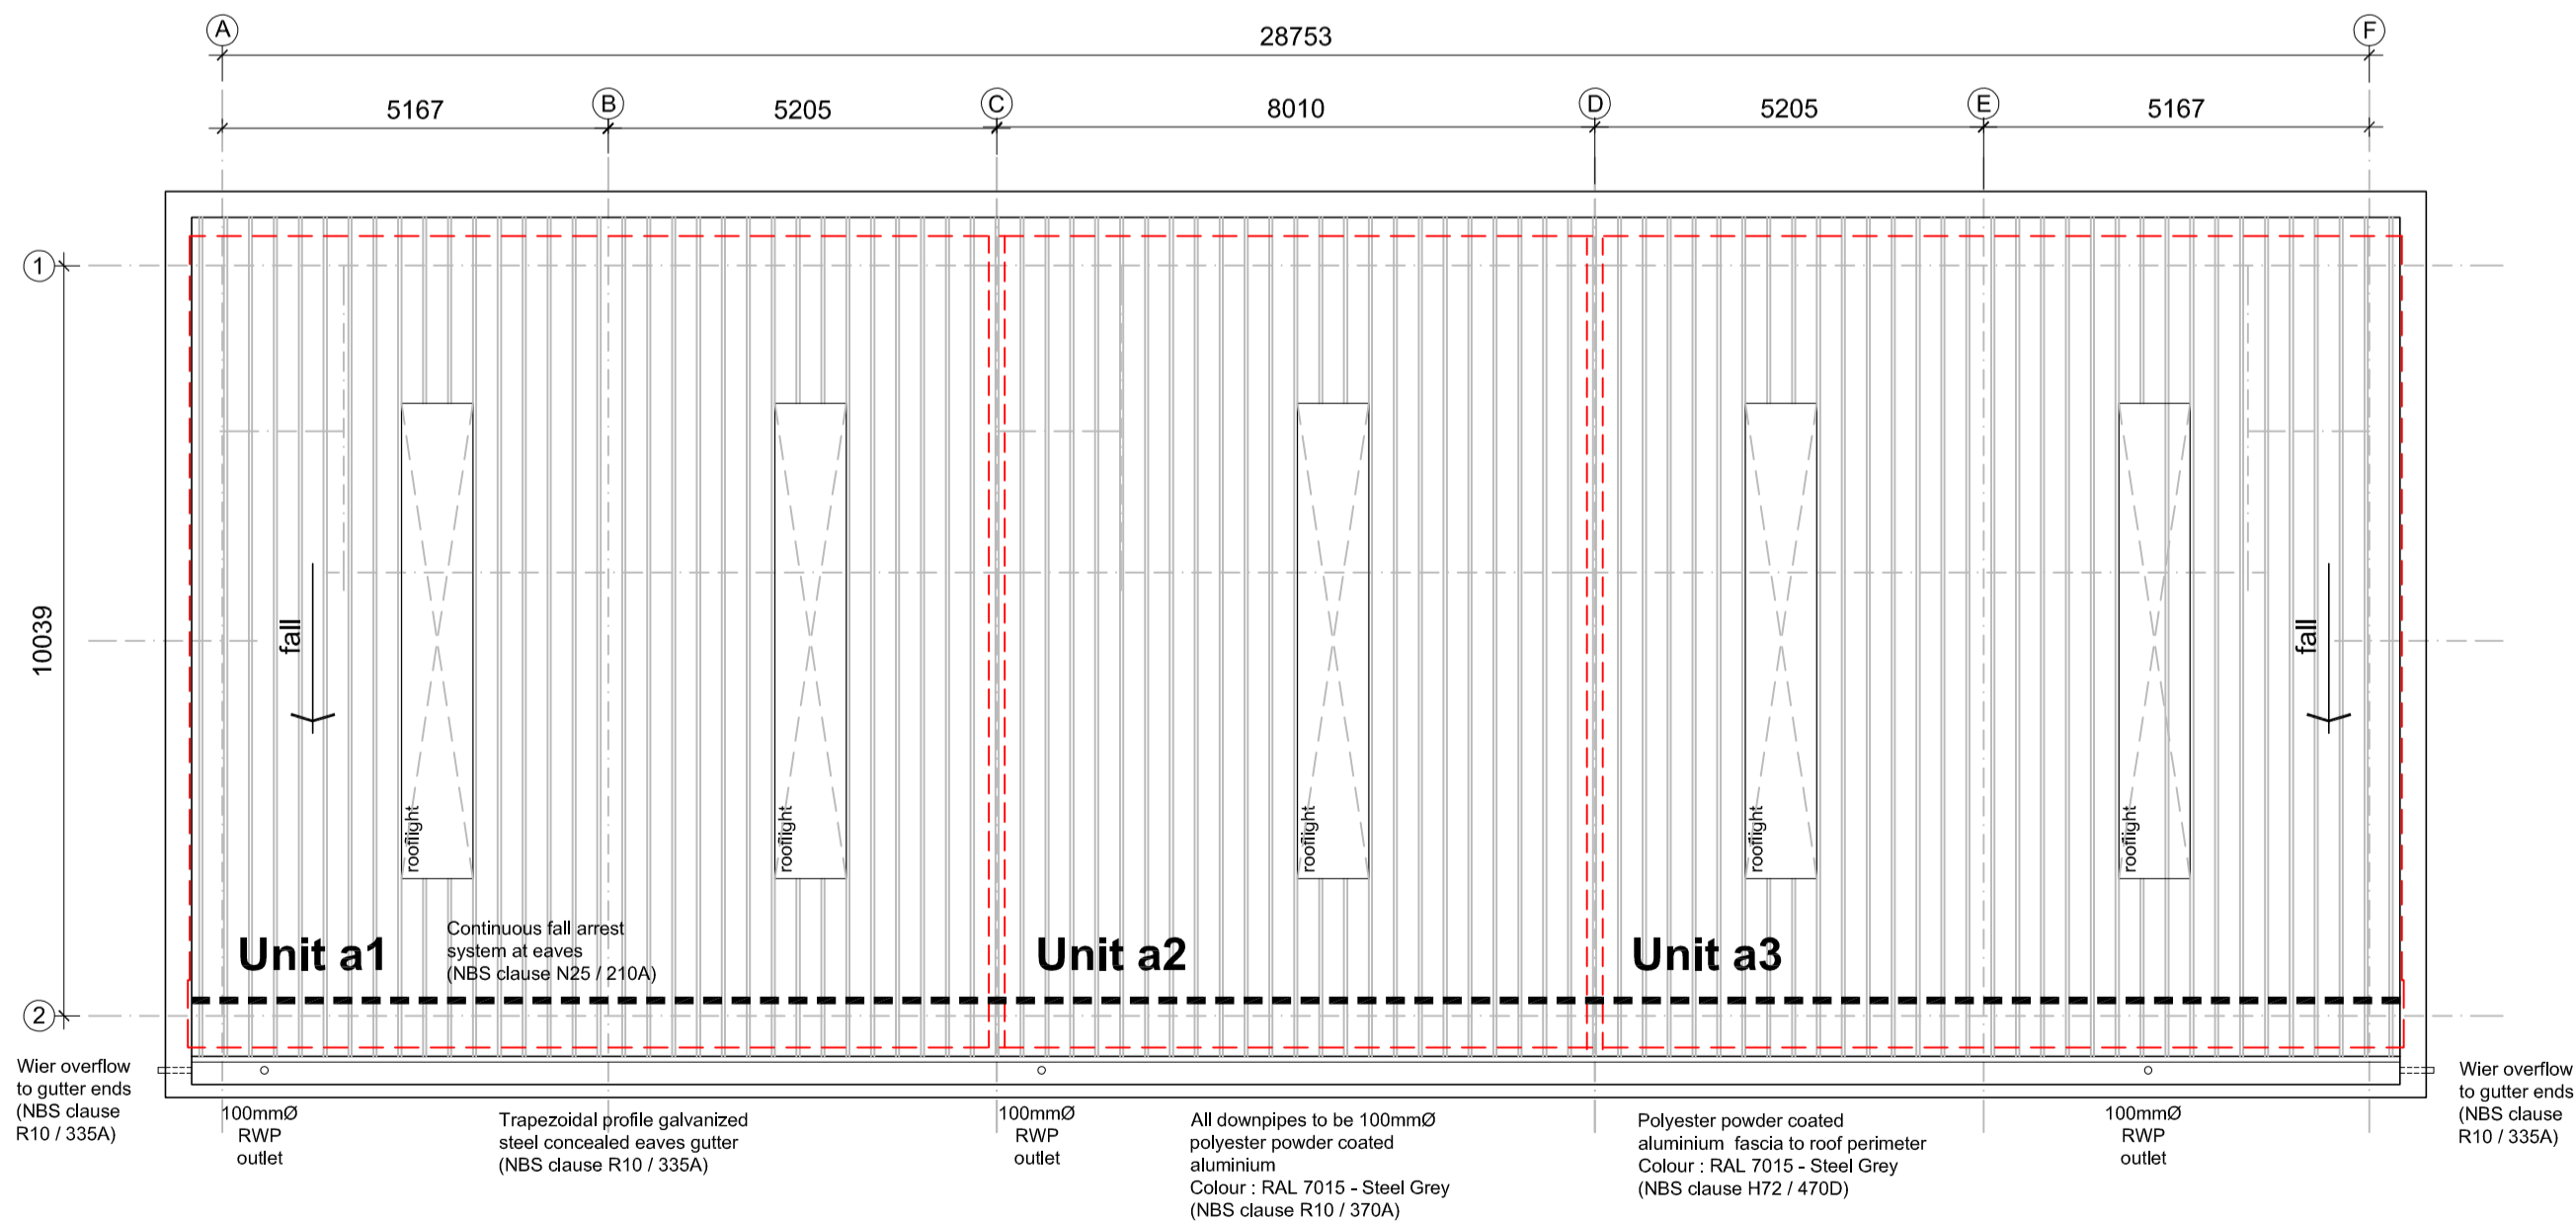 A
F
28753
5167
B
5205
C
8010
D
5205
E
5167
1
10039
fall
fall
rooflight
rooflight
rooflight
rooflight
rooflight
Continuous fall arrest
system at eaves
(NBS clause N25 / 210A)
Unit a1
Unit a2
Unit a3
2
Wier overflow
to gutter ends
(NBS clause
R10 / 335A)
100mmØ
RWP
outlet
Trapezoidal profile galvanized
steel concealed eaves gutter
(NBS clause R10 / 335A)
100mmØ
RWP
outlet
All downpipes to be 100mmØ
polyester powder coated
aluminium
Colour : RAL 7015 - Steel Grey
(NBS clause R10 / 370A)
Polyester powder coated
aluminium fascia to roof perimeter
Colour : RAL 7015 - Steel Grey
(NBS clause H72 / 470D)
100mmØ
RWP
outlet
Wier overflow
to gutter ends
(NBS clause
R10 / 335A)